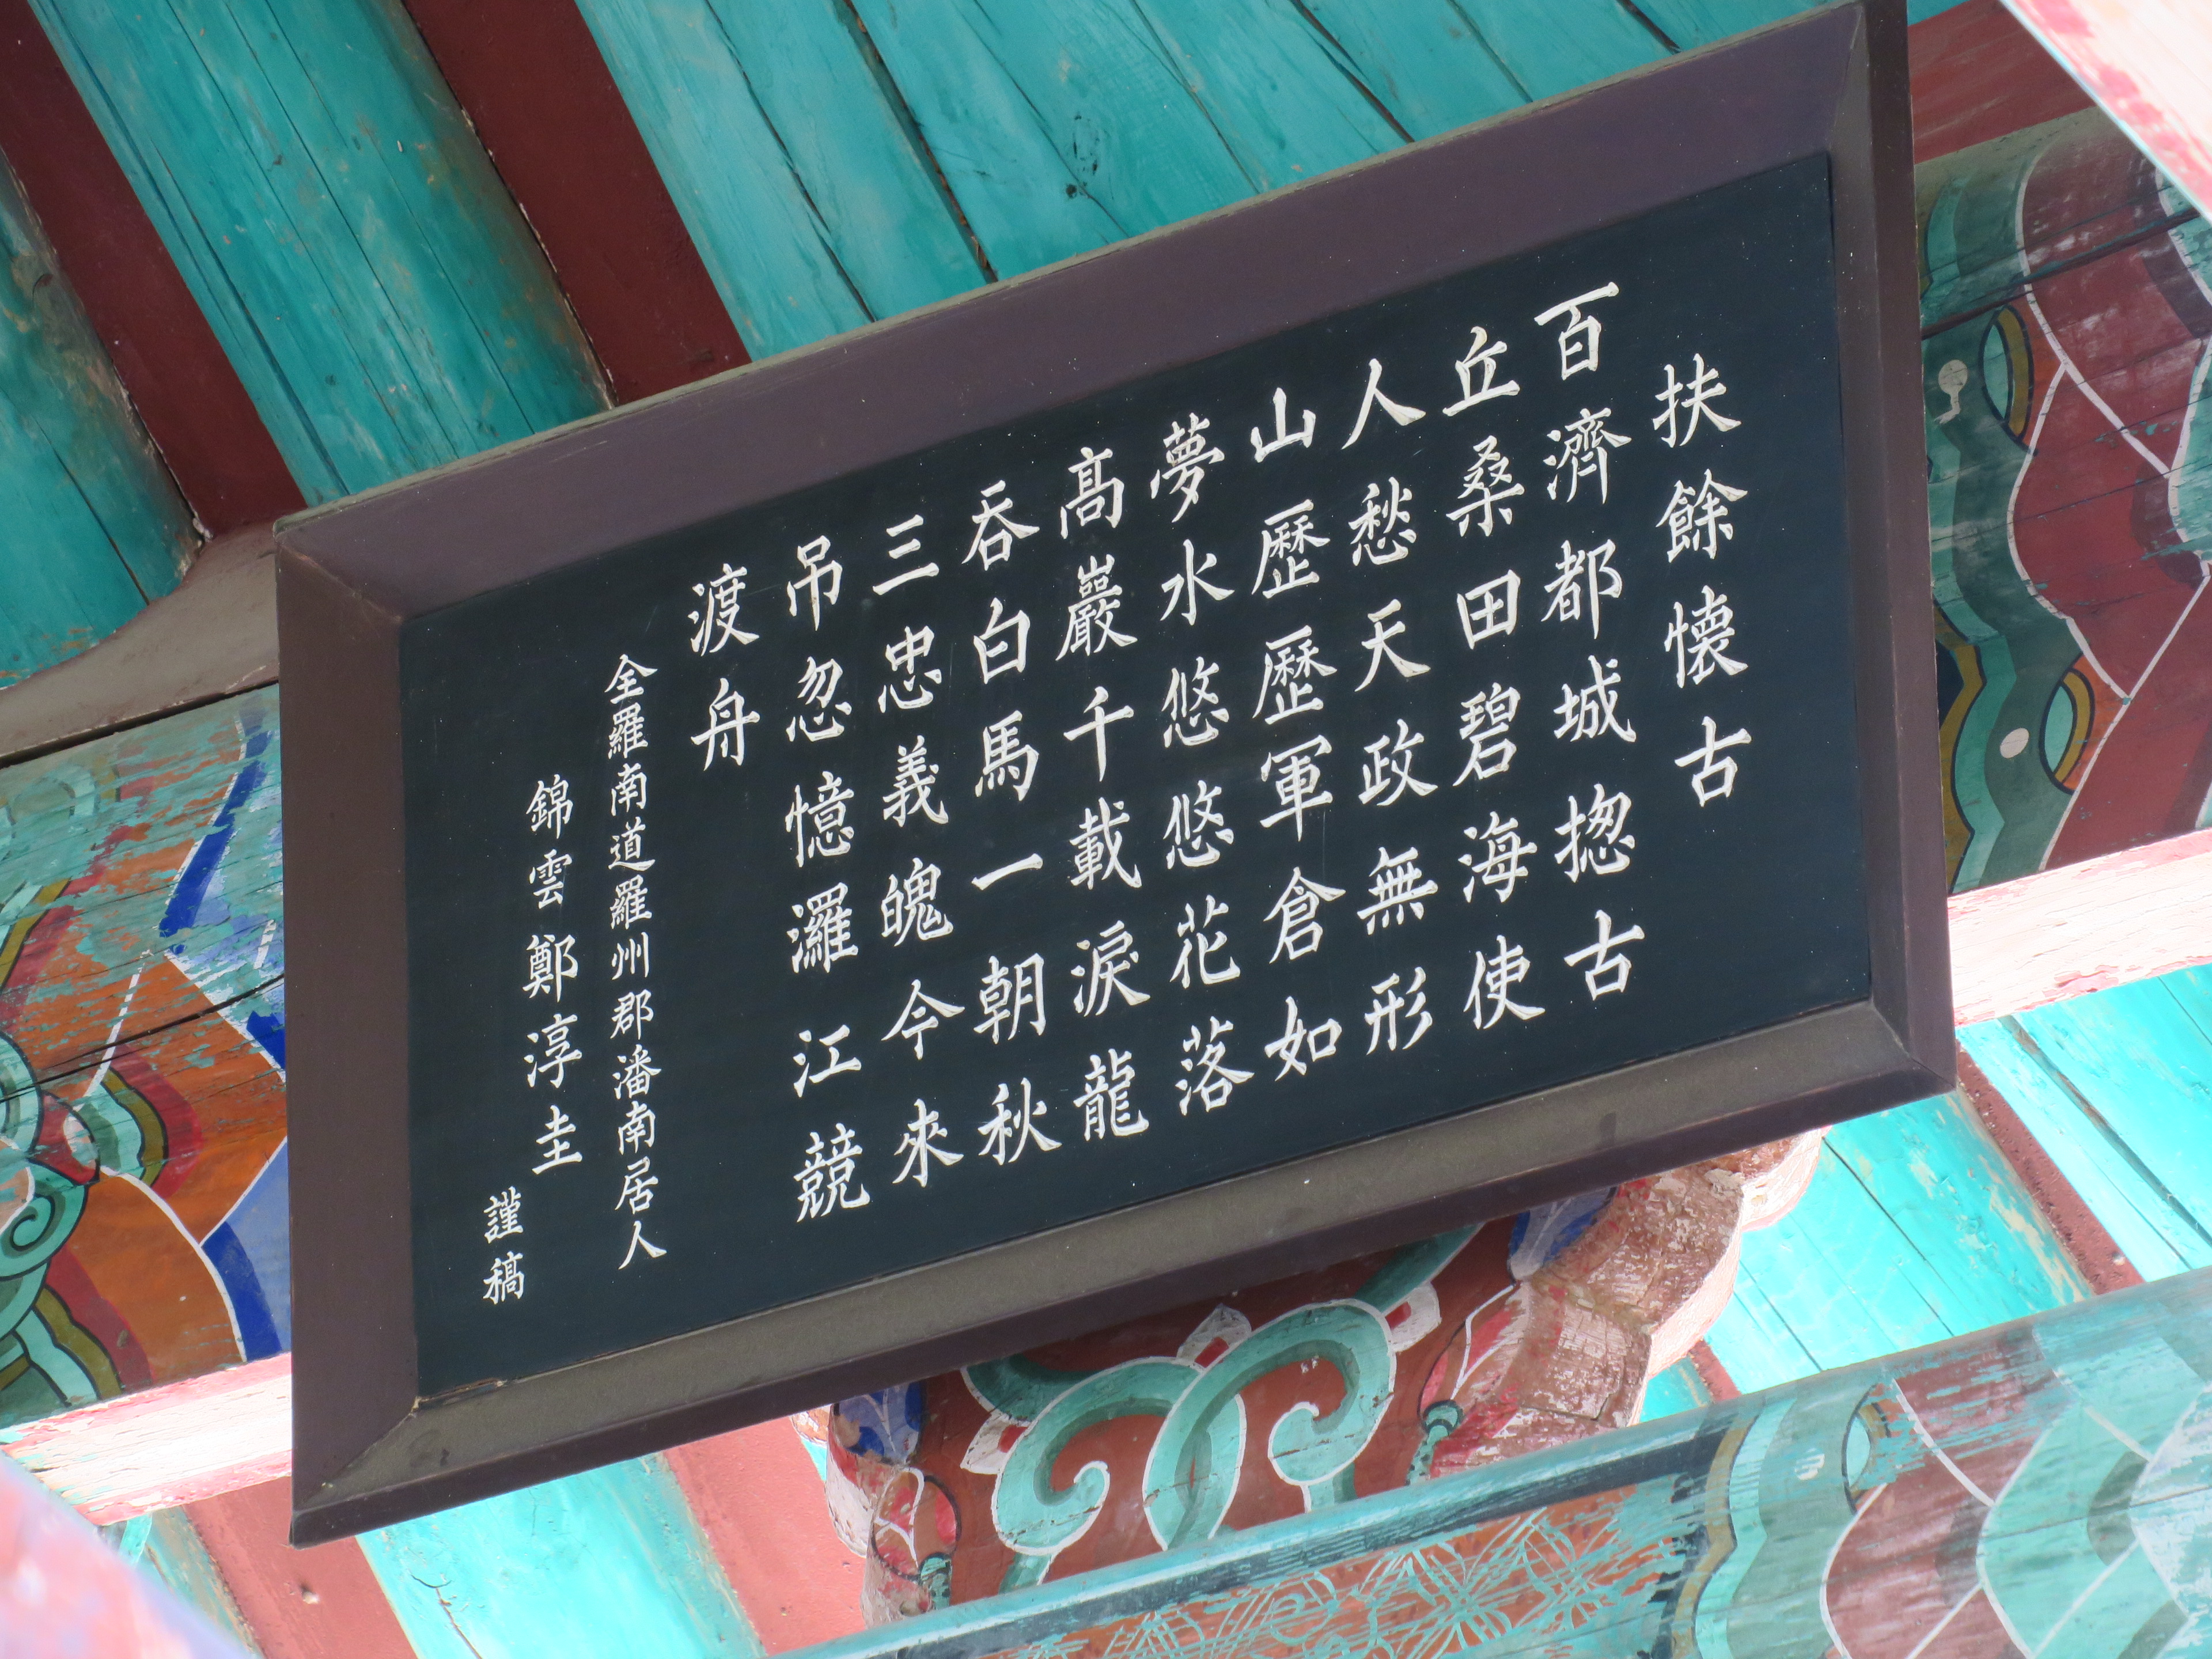 扶餘懷古
百濟都城揔古
丘桑田碧海使
人愁天政無形
山歷歷軍倉如
夢水悠悠花落
高巖千載淚龍
吞白馬一朝秋
三忠義魄今來
吊忽憶灑江競
渡舟
全羅南道羅州郡潘南居人
錦雲鄭淳圭
謹稿